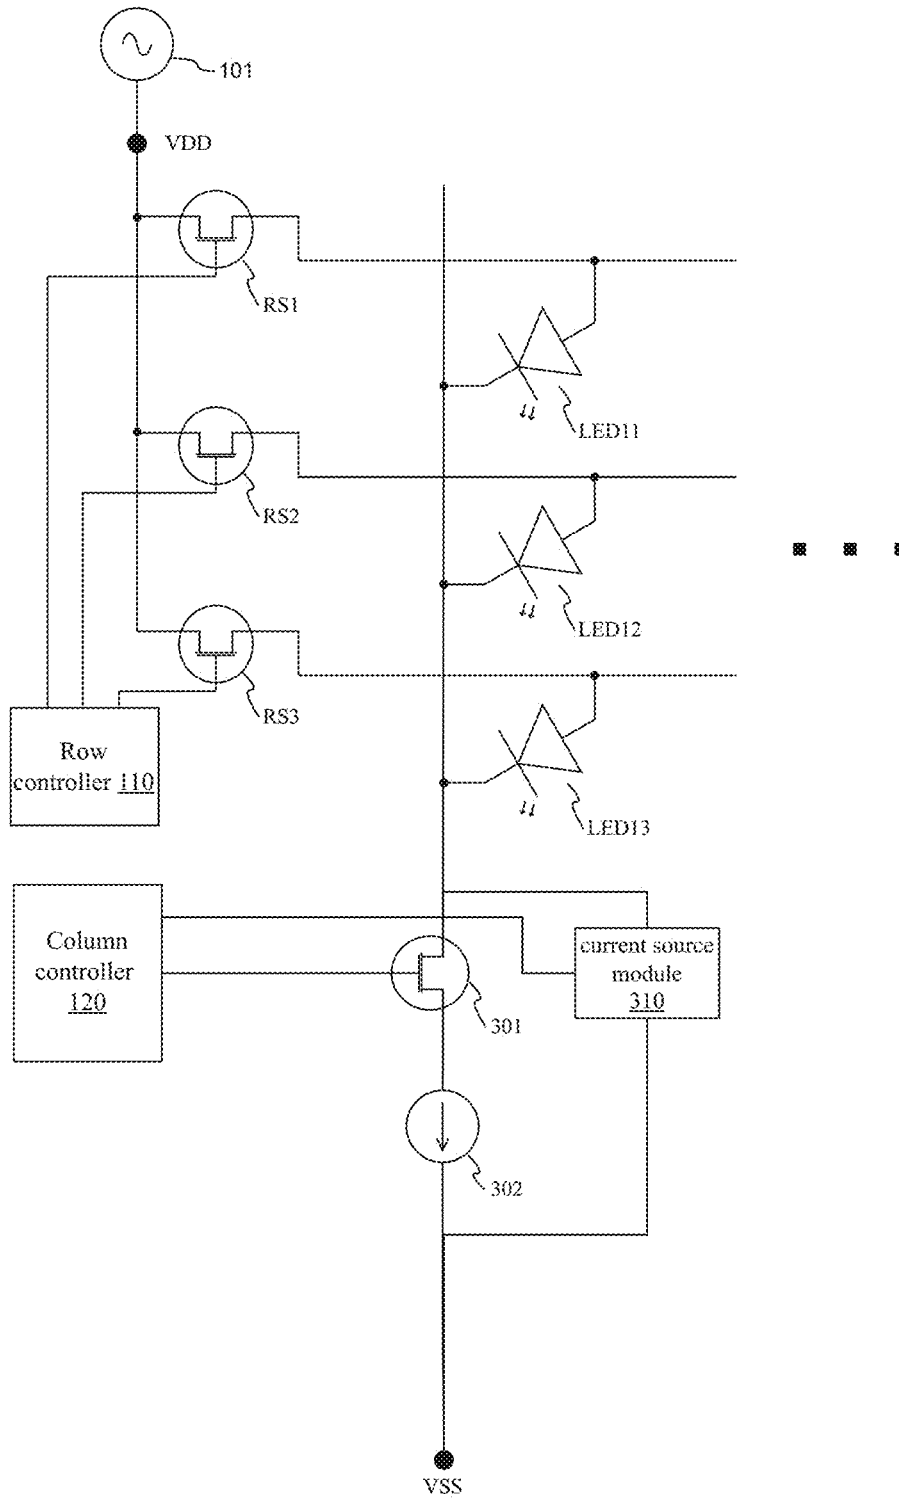 101
VDD
RS1
LED11
RS2
LED12
RS3
LED13
Row
controller 110
Column
controller
120
current source
module
310
301
302
VSS